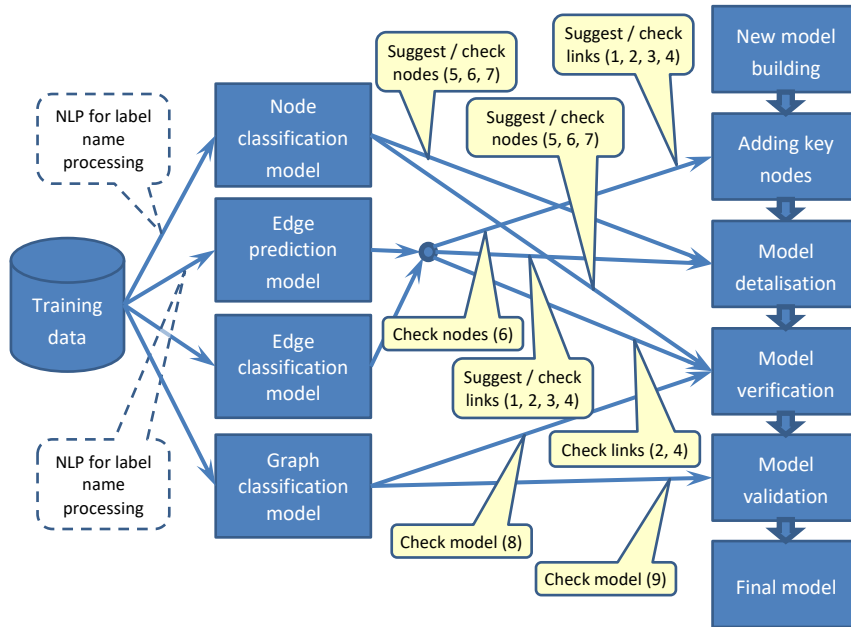 Suggest / check
nodes (5, 6, 7)
Suggest / check
links (1, 2, 3, 4)
New model
building
NLP for label
name
processing
Node
classification
model
Suggest / check
nodes (5, 6, 7)
Adding key
nodes
Edge
prediction
model
Model
detalisation
Training
data
Check nodes (6)
Edge
classification
model
Suggest / check
links (1, 2, 3, 4)
Model
verification
NLP for label
name
processing
Graph
classification
model
Check links (2, 4)
Model
validation
Check model (8)
Check model (9)
Final model